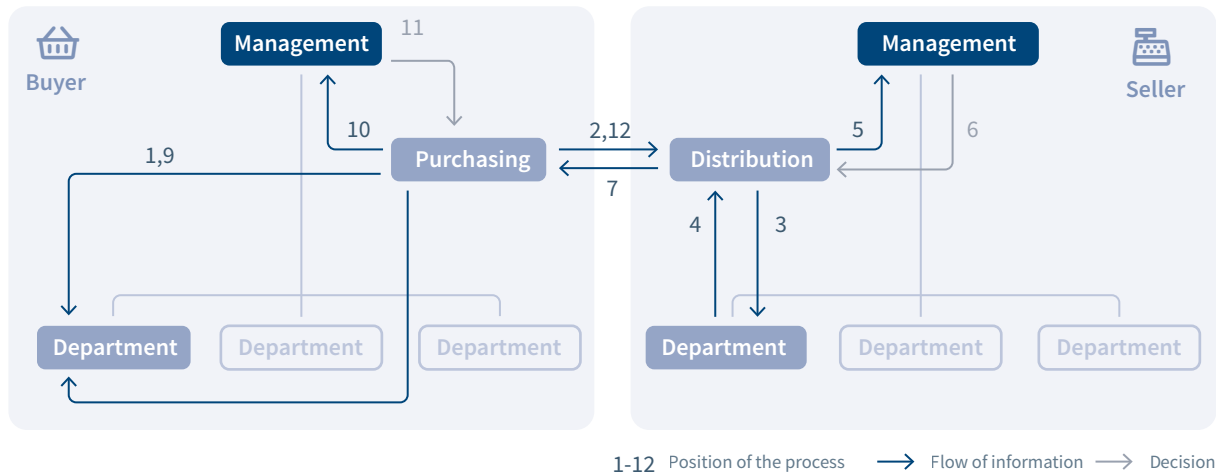 Buyer
Management
11
10
1,9
Purchasing
2,12
7
Department
Department
Department
Seller
Management
5
6
Distribution
4
3
Department
Department
Department
1-12 Position of the process
Flow of information
Decision